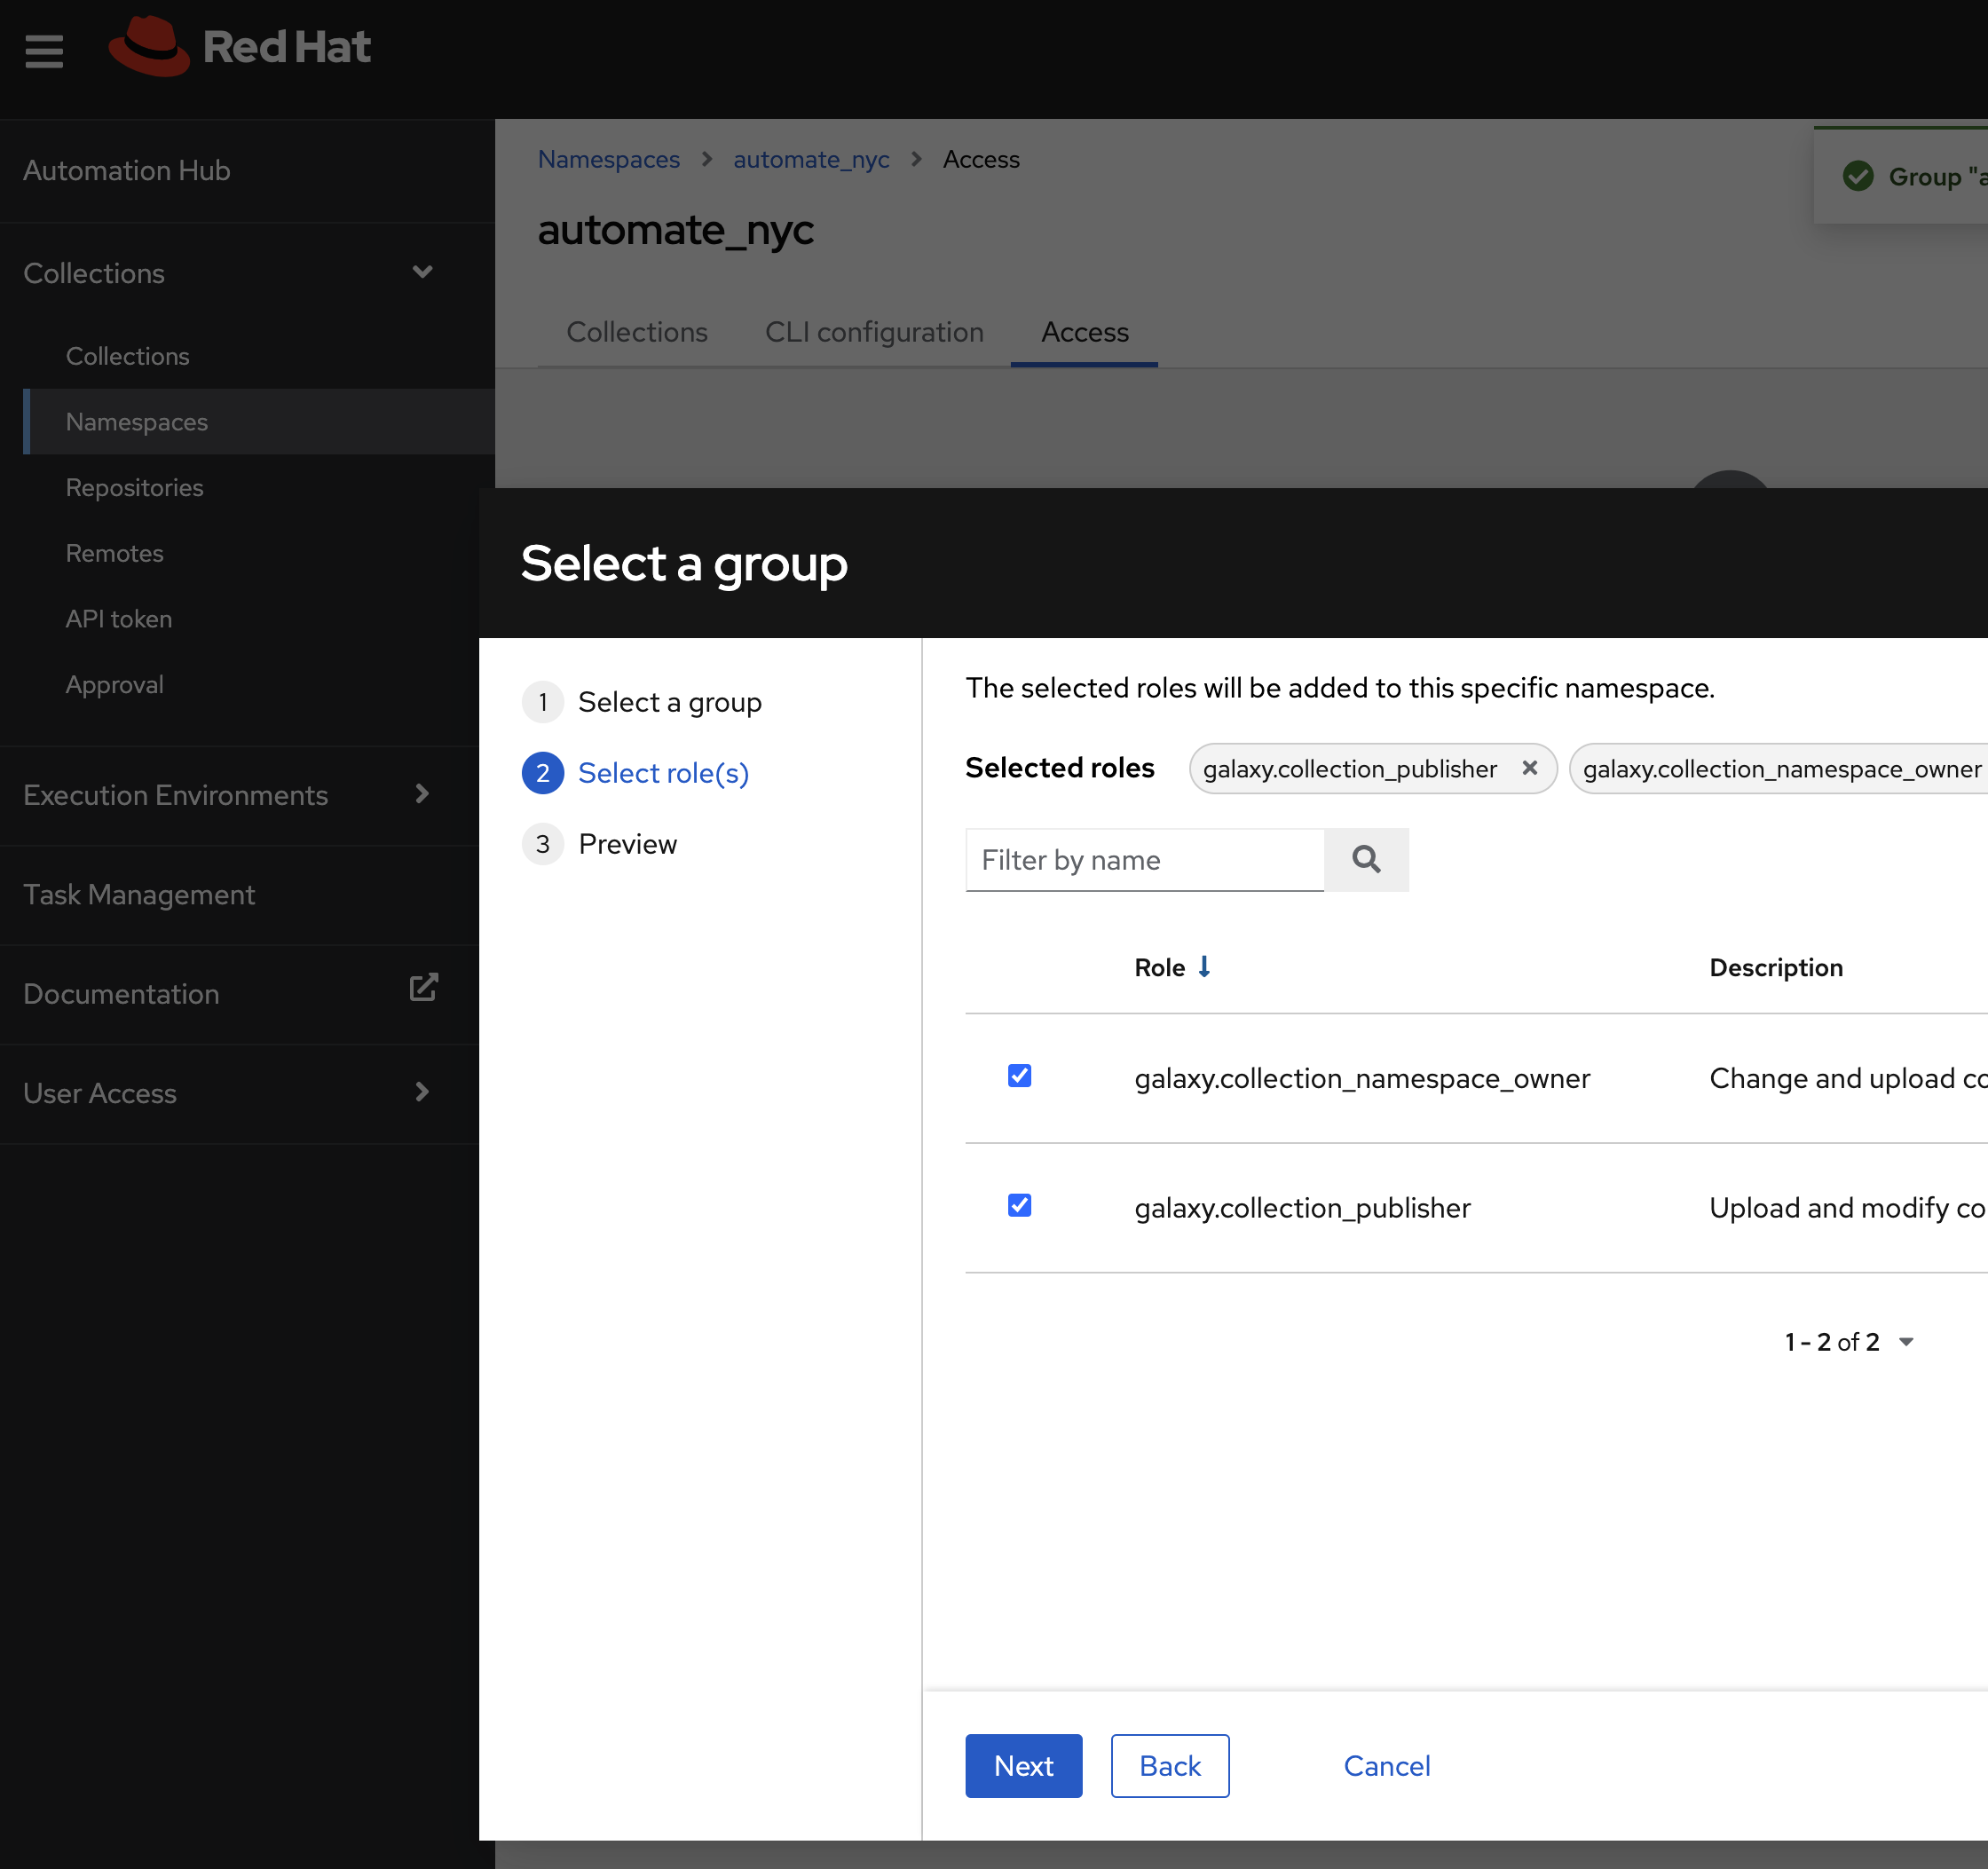 Red Hat
Automation Hub
Collections
Collections
Namespaces
Repositories
Remotes
API token
Approval
Execution Environments
Task Management
Documentation
User Access
Namespaces > automate_nyc > Access
Group "a
automate_nyc
Collections CLI configuration Access
Select a group
1 Select a group
2 Select role(s)
3 Preview
The selected roles will be added to this specific namespace.
Selected roles galaxy.collection_publisher galaxy.collection_namespace_owner
Filter by name
Role Description
galaxy.collection_namespace_owner Change and upload co
galaxy.collection_publisher Upload and modify co
1 - 2 of 2
Next Back Cancel